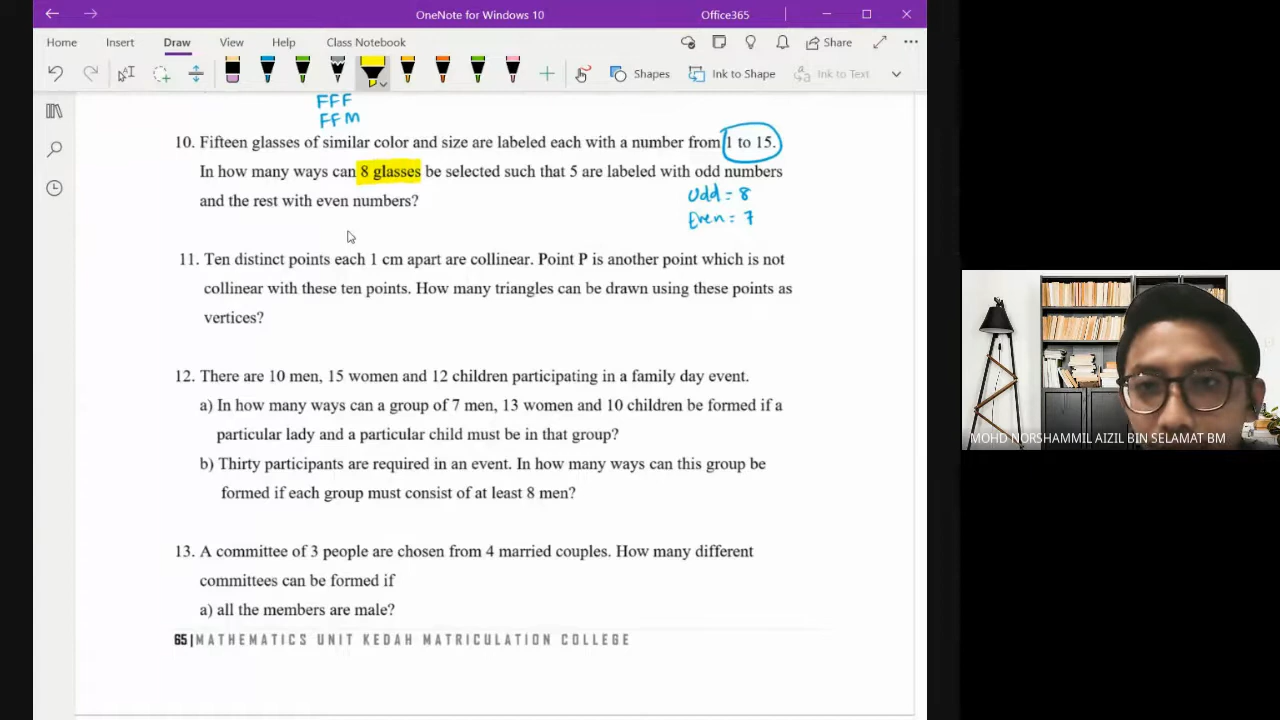 OneNote for Windows 10
Office365
Home
Insert
Draw
View
Help
Class Notebook
Share
Shapes
Ink to Shape
Ink to Text
FFF
FFM
10. Fifteen glasses of similar color and size are labeled each with a number from 1 to 15.
In how many ways can 8 glasses be selected such that 5 are labeled with odd numbers
and the rest with even numbers?
Odd = 8
Even = 7
11. Ten distinct points each 1 cm apart are collinear. Point P is another point which is not
collinear with these ten points. How many triangles can be drawn using these points as
vertices?
12. There are 10 men, 15 women and 12 children participating in a family day event.
a) In how many ways can a group of 7 men, 13 women and 10 children be formed if a
particular lady and a particular child must be in that group?
b) Thirty participants are required in an event. In how many ways can this group be
formed if each group must consist of at least 8 men?
13. A committee of 3 people are chosen from 4 married couples. How many different
committees can be formed if
a) all the members are male?
65|MATHEMATICS UNIT KEDAH MATRICULATION COLLEGE
MOHD NORSHAMMIL AIZIL BIN SELAMAT BM